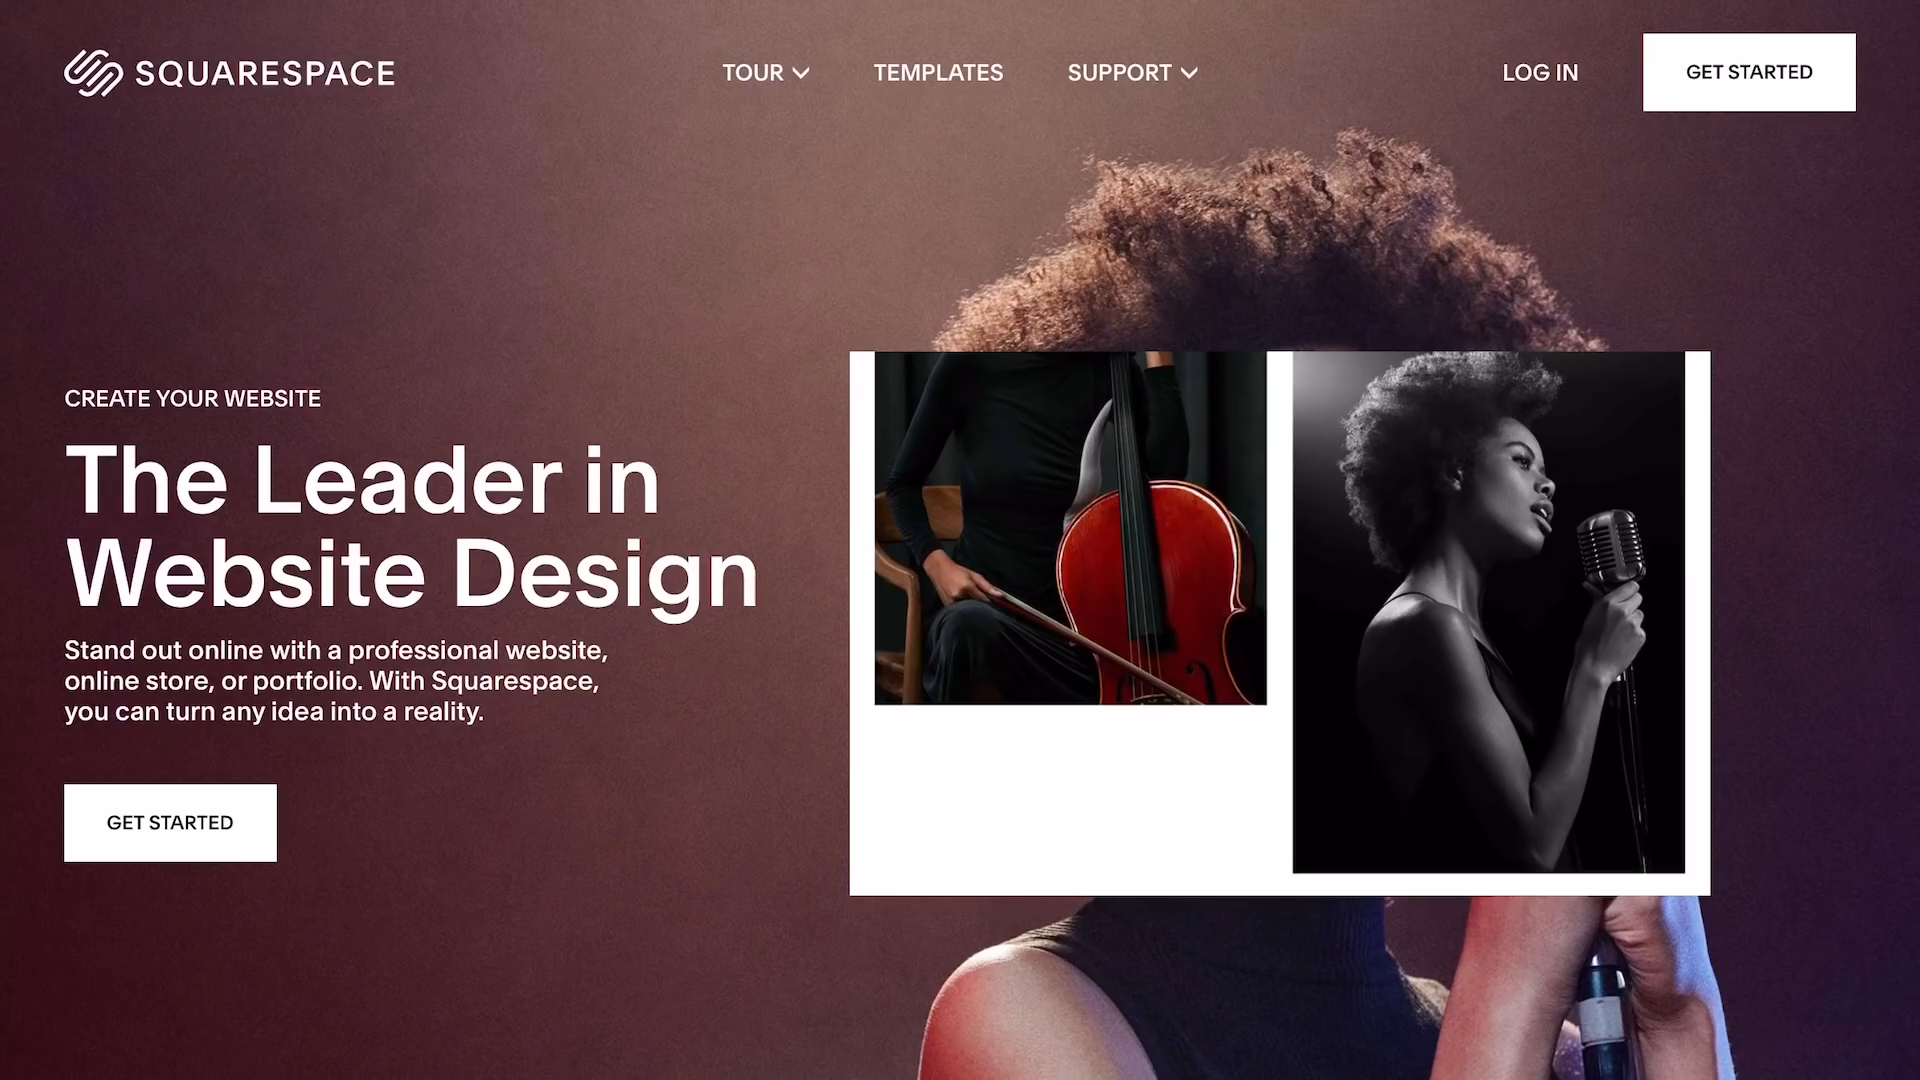 SQUARESPACE
TOUR
TEMPLATES
SUPPORT
LOG IN
GET STARTED
CREATE YOUR WEBSITE
The Leader in
Website Design
Stand out online with a professional website,
online store, or portfolio. With Squarespace,
you can turn any idea into a reality.
GET STARTED